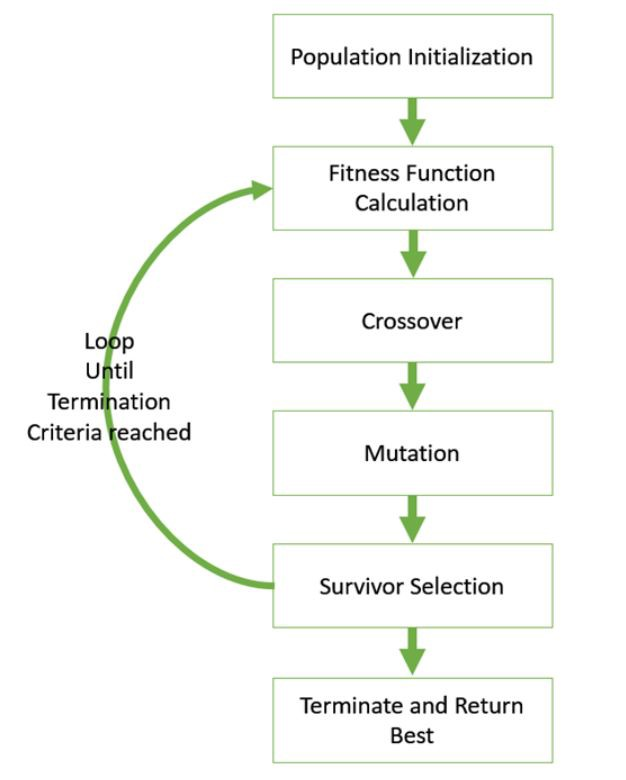 Population Initialization
Fitness Function
Calculation
Crossover
Loop
Until
Termination
Criteria reached
Mutation
Survivor Selection
Terminate and Return
Best